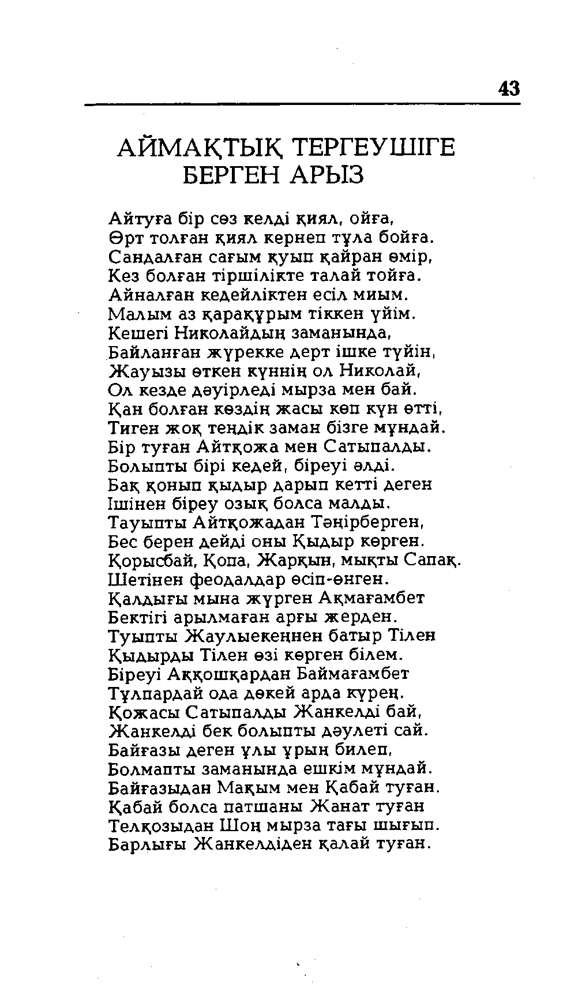 43
АЙМАҚТЫҚ ТЕРГЕУШІГЕ
БЕРГЕН АРЫЗ
Айтуға бір сөз келді қиял, ойға,
Өрт толған қиял кернеп тұла бойға.
Сандалған сағым қуып қайран өмір,
Кез болған тіршілікте талай тойға.
Айналған кедейліктен есіл миым.
Малым аз қарақұрым тіккен үйім.
Кешегі Николайдың заманында,
Байланған жүрекке дерт ішке түйін,
Жауызы өткен күннің ол Николай,
Ол кезде дәуірледі мырза мен бай.
Қан болған көздің жасы көп күн өтті,
Тиген жоқ теңдік заман бізге мұндай.
Бір туған Айтқожа мен Сатыпалды.
Болыпты бірі кедей, біреуі әлді.
Бақ қонып қыдыр дарып кетті деген
Ішінен біреу озық болса малды.
Тауыпты Айтқожадан Тәңірберген,
Бес берен дейді оны Қыдыр көрген.
Қорысбай, Қопа, Жарқын, мықты Сапақ.
Шетінен феодалдар өсіп-өнген.
Қалдығы мына жүрген Ақмағамбет
Бектігі арылмаған арғы жерден.
Туыпты Жаулыекеңнен батыр Тілен
Қыдырды Тілен өзі көрген білем.
Біреуі Аққошқардан Баймағамбет
Тұлпардай ода дөкей арда күрең.
Қожасы Сатыпалды Жанкелді бай,
Жанкелді бек болыпты дәулеті сай.
Байғазы деген ұлы ұрың билеп,
Болмапты заманында ешкім мұндай.
Байғазыдан Мақым мен Қабай туған.
Қабай болса патшаны Жанат туған
Телқозыдан Шоң мырза тағы шығып.
Барлығы Жанкелдіден қалай туған.